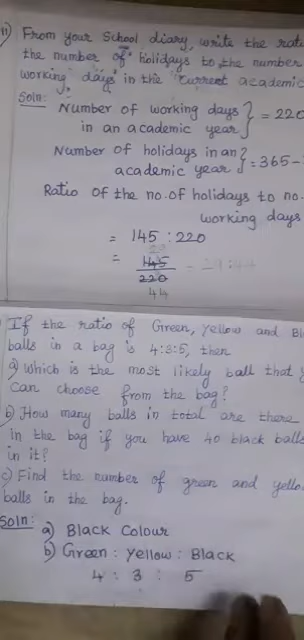 ii) From your School diary, write the
the number of holidays to the number
working days in the current academic
Soln: Number of working days } = 220
in an academic year
Number of holidays in an } = 365 -
academic year
Ratio of the no. of holidays to no.
working days
= 145 : 220
29
= 145 = 29:44
220
44
If the ratio of Green, Yellow and
balls in a bag is 4:3:5, then
a) Which is the most likely ball that
can choose from the bag?
b) How many balls in total are there
in the bag if you have 40 black balls
in it?
c) Find the number of green and
balls in the bag.
Soln: a) Black Colour
b) Green : Yellow : Black
4 : 3 : 5